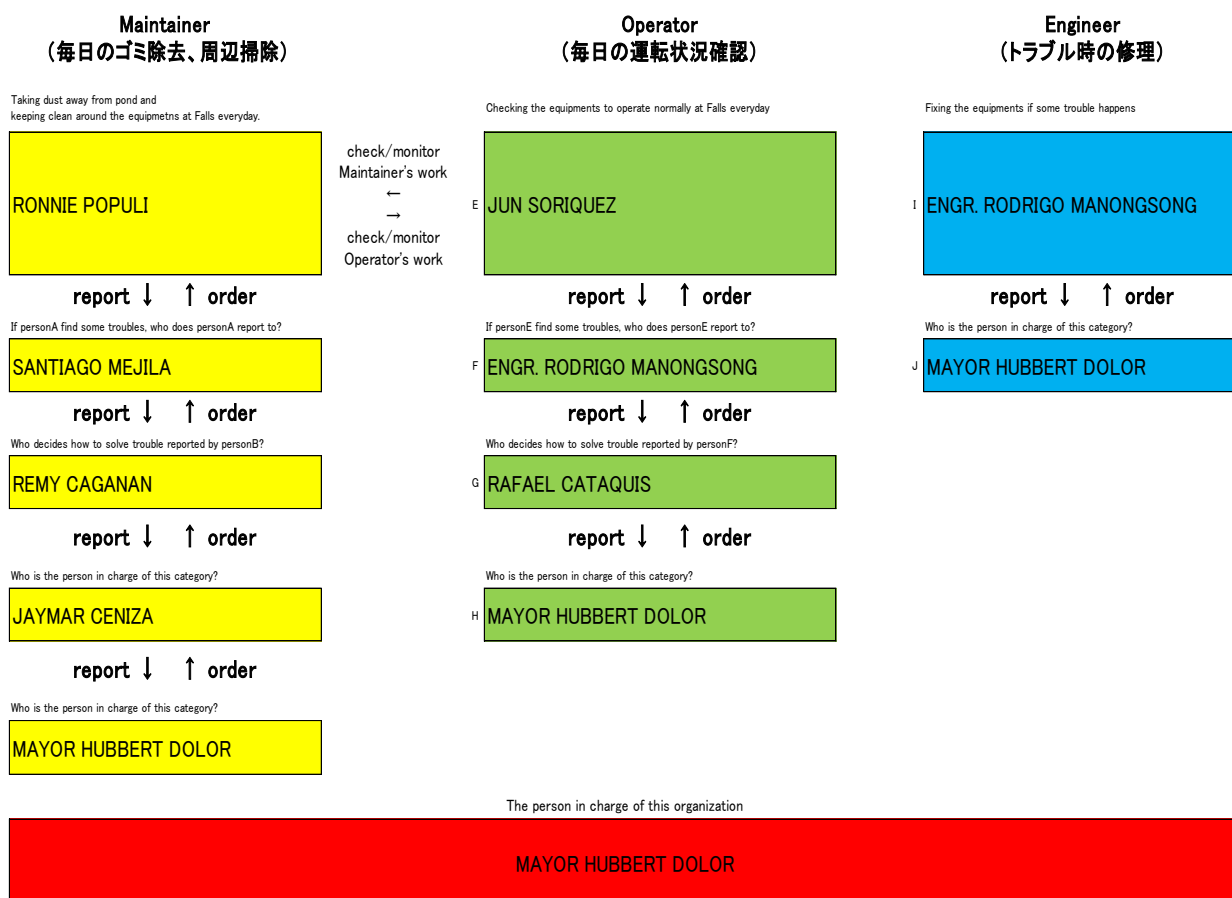 Maintainer
（毎日のゴミ除去、周辺掃除）
Taking dust away from pond and
keeping clean around the equipmetns at Falls everyday.
RONNIE POPULI
report ↓ ↑ order
If personA find some troubles, who does personA report to?
SANTIAGO MEJILA
report ↓ ↑ order
Who decides how to solve trouble reported by personB?
REMY CAGANAN
report ↓ ↑ order
Who is the person in charge of this category?
JAYMAR CENIZA
report ↓ ↑ order
Who is the person in charge of this category?
MAYOR HUBBERT DOLOR
check/monitor
Maintainer's work
←
→
check/monitor
Operator's work
Operator
（毎日の運転状況確認）
Checking the equipments to operate normally at Falls everyday
E JUN SORIQUEZ
report ↓ ↑ order
If personE find some troubles, who does personE report to?
F ENGR. RODRIGO MANONGSONG
report ↓ ↑ order
Who decides how to solve trouble reported by personF?
G RAFAEL CATAQUIS
report ↓ ↑ order
Who is the person in charge of this category?
H MAYOR HUBBERT DOLOR
Engineer
（トラブル時の修理）
Fixing the equipments if some trouble happens
I ENGR. RODRIGO MANONGSONG
report ↓ ↑ order
Who is the person in charge of this category?
J MAYOR HUBBERT DOLOR
The person in charge of this organization
MAYOR HUBBERT DOLOR